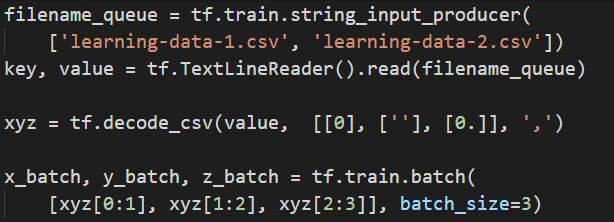 filename_queue = tf.train.string_input_producer(
    ['learning-data-1.csv', 'learning-data-2.csv'])
key, value = tf.TextLineReader().read(filename_queue)

xyz = tf.decode_csv(value,  [[0], [''], [0.]], ',')

x_batch, y_batch, z_batch = tf.train.batch(
    [xyz[0:1], xyz[1:2], xyz[2:3]], batch_size=3)